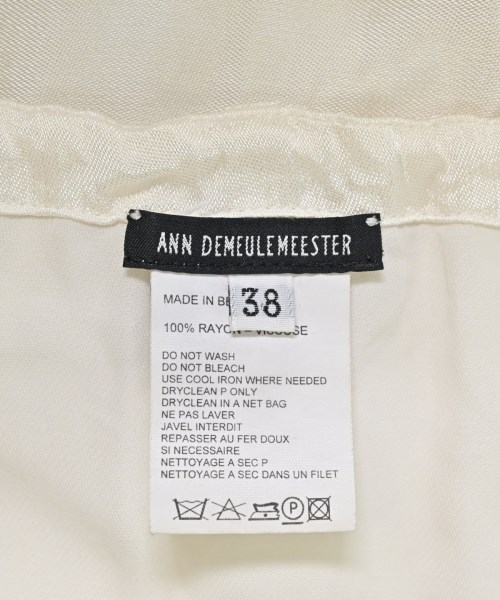 ANN DEMEULEMEESTER
38
MADE IN BE
100% RAYON = VISCOSE
DO NOT WASH
DO NOT BLEACH
USE COOL IRON WHERE NEEDED
DRYCLEAN P ONLY
DRYCLEAN IN A NET BAG
NE PAS LAVER
JAVEL INTERDIT
REPASSER AU FER DOUX
SI NECESSAIRE
NETTOYAGE A SEC P
NETTOYAGE A SEC DANS UN FILET
P